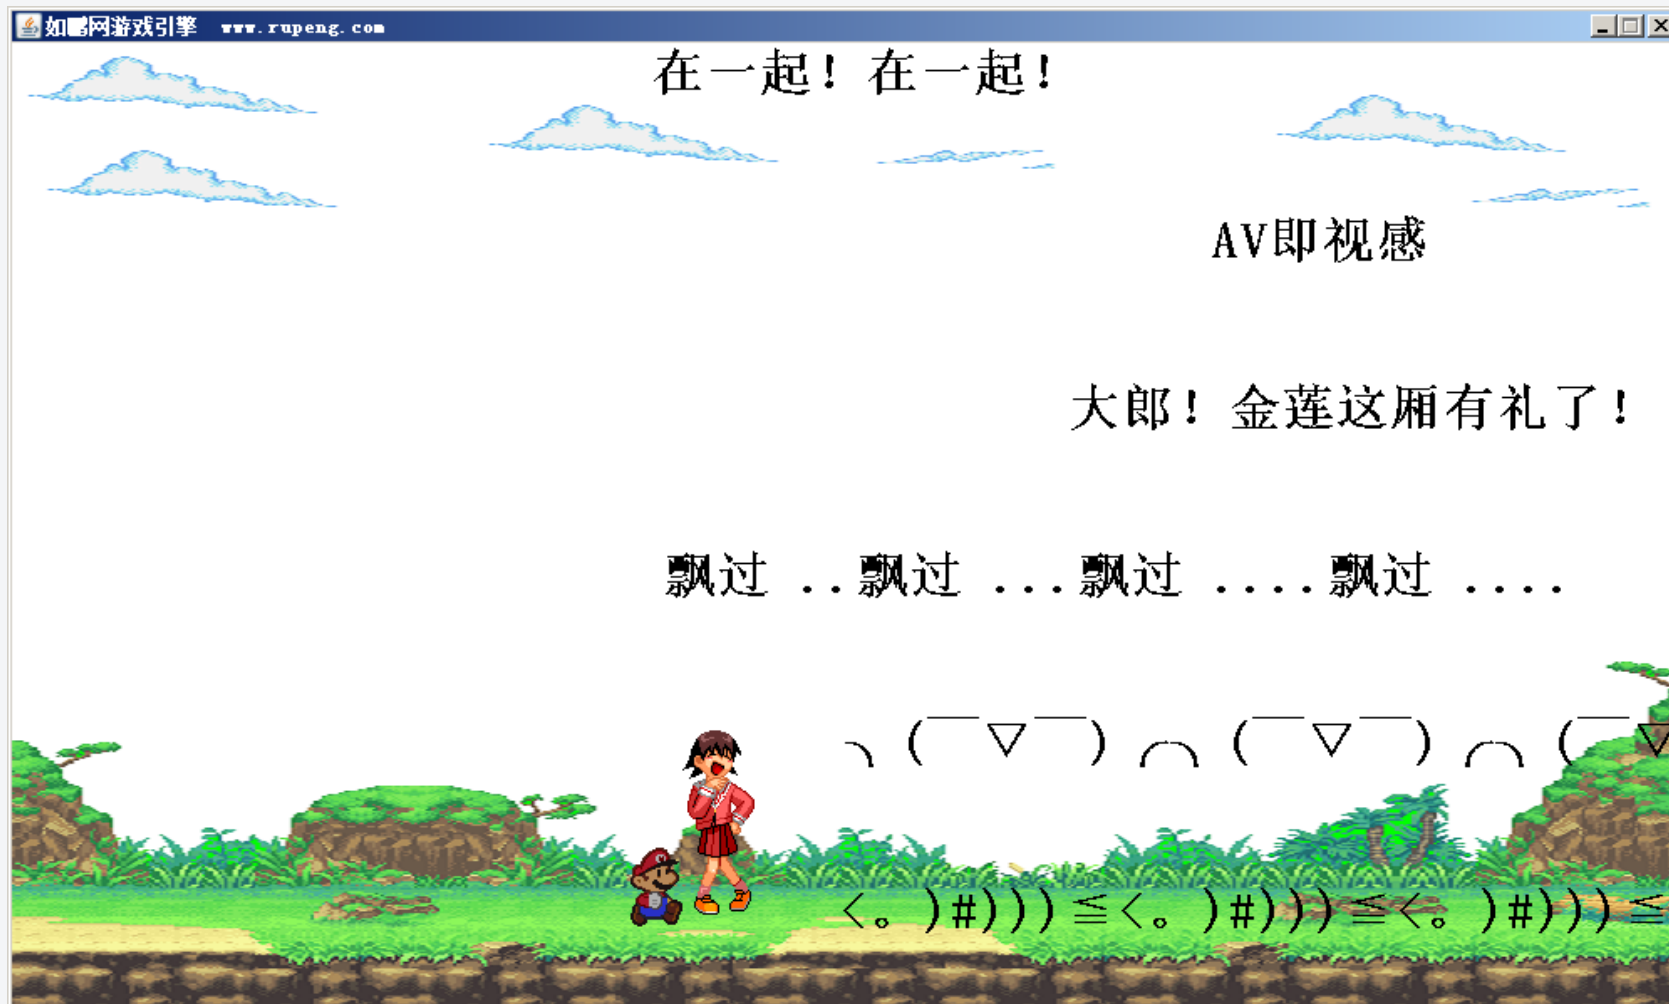 如鹏网游戏引擎 www.rupeng.com
在一起！在一起！
AV即视感
大郎！金莲这厢有礼了！
飘过 ..飘过 ...飘过 ....飘过 ....
╮(￣▽￣)╭╮(￣▽￣)╭╮(￣▽
<。)#)))≦<。)#)))≦<。)#)))≦